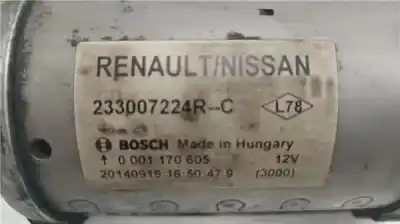 RENAULT/NISSAN
233007224R--C L78
BOSCH Made in Hungary
↑ 0 001 170 605 12V
20140915 16 50 47 9 (3000)